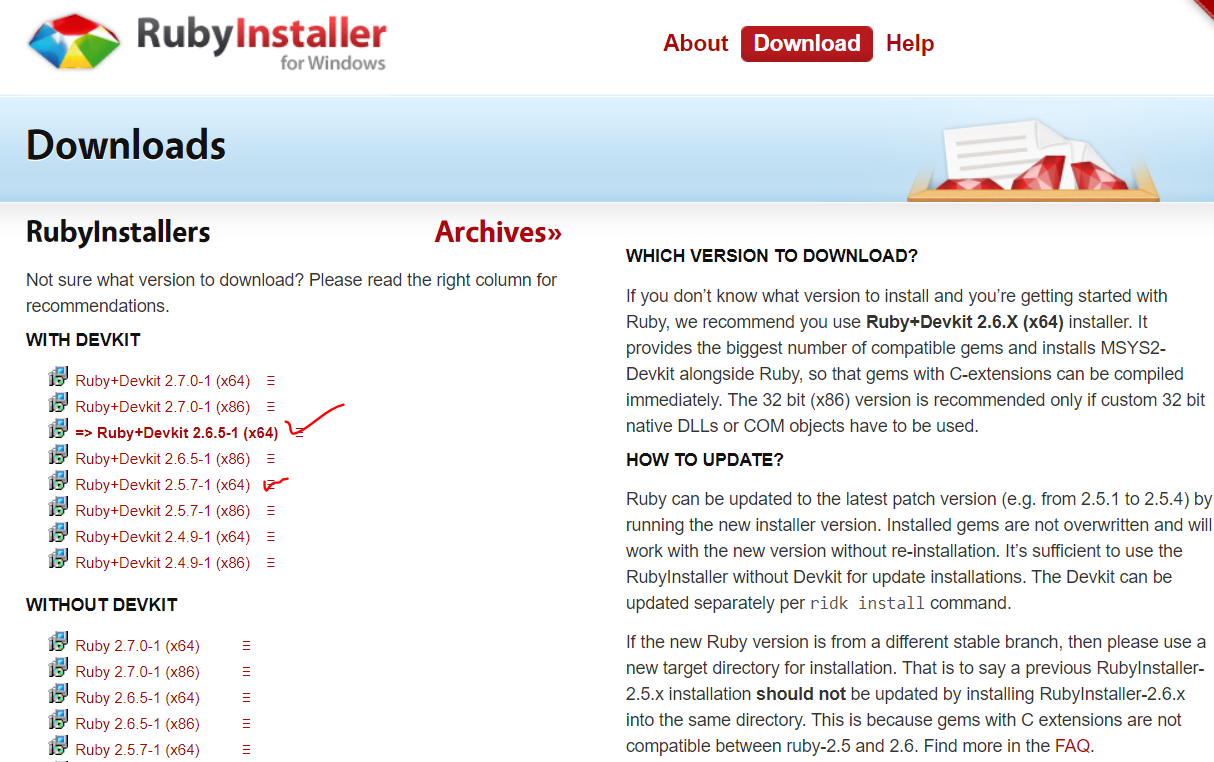 RubyInstaller
for Windows
About Download Help
Downloads
RubyInstallers
Archives»
Not sure what version to download? Please read the right column for
recommendations.
WITH DEVKIT
Ruby+Devkit 2.7.0-1 (x64)
Ruby+Devkit 2.7.0-1 (x86)
=> Ruby+Devkit 2.6.5-1 (x64)
Ruby+Devkit 2.6.5-1 (x86)
Ruby+Devkit 2.5.7-1 (x64)
Ruby+Devkit 2.5.7-1 (x86)
Ruby+Devkit 2.4.9-1 (x64)
Ruby+Devkit 2.4.9-1 (x86)
WITHOUT DEVKIT
Ruby 2.7.0-1 (x64)
Ruby 2.7.0-1 (x86)
Ruby 2.6.5-1 (x64)
Ruby 2.6.5-1 (x86)
Ruby 2.5.7-1 (x64)
WHICH VERSION TO DOWNLOAD?
If you don’t know what version to install and you’re getting started with
Ruby, we recommend you use Ruby+Devkit 2.6.X (x64) installer. It
provides the biggest number of compatible gems and installs MSYS2-
Devkit alongside Ruby, so that gems with C-extensions can be compiled
immediately. The 32 bit (x86) version is recommended only if custom 32 bit
native DLLs or COM objects have to be used.
HOW TO UPDATE?
Ruby can be updated to the latest patch version (e.g. from 2.5.1 to 2.5.4) by
running the new installer version. Installed gems are not overwritten and will
work with the new version without re-installation. It’s sufficient to use the
RubyInstaller without Devkit for update installations. The Devkit can be
updated separately per ridk install command.
If the new Ruby version is from a different stable branch, then please use a
new target directory for installation. That is to say a previous RubyInstaller-
2.5.x installation should not be updated by installing RubyInstaller-2.6.x
into the same directory. This is because gems with C extensions are not
compatible between ruby-2.5 and 2.6. Find more in the FAQ.